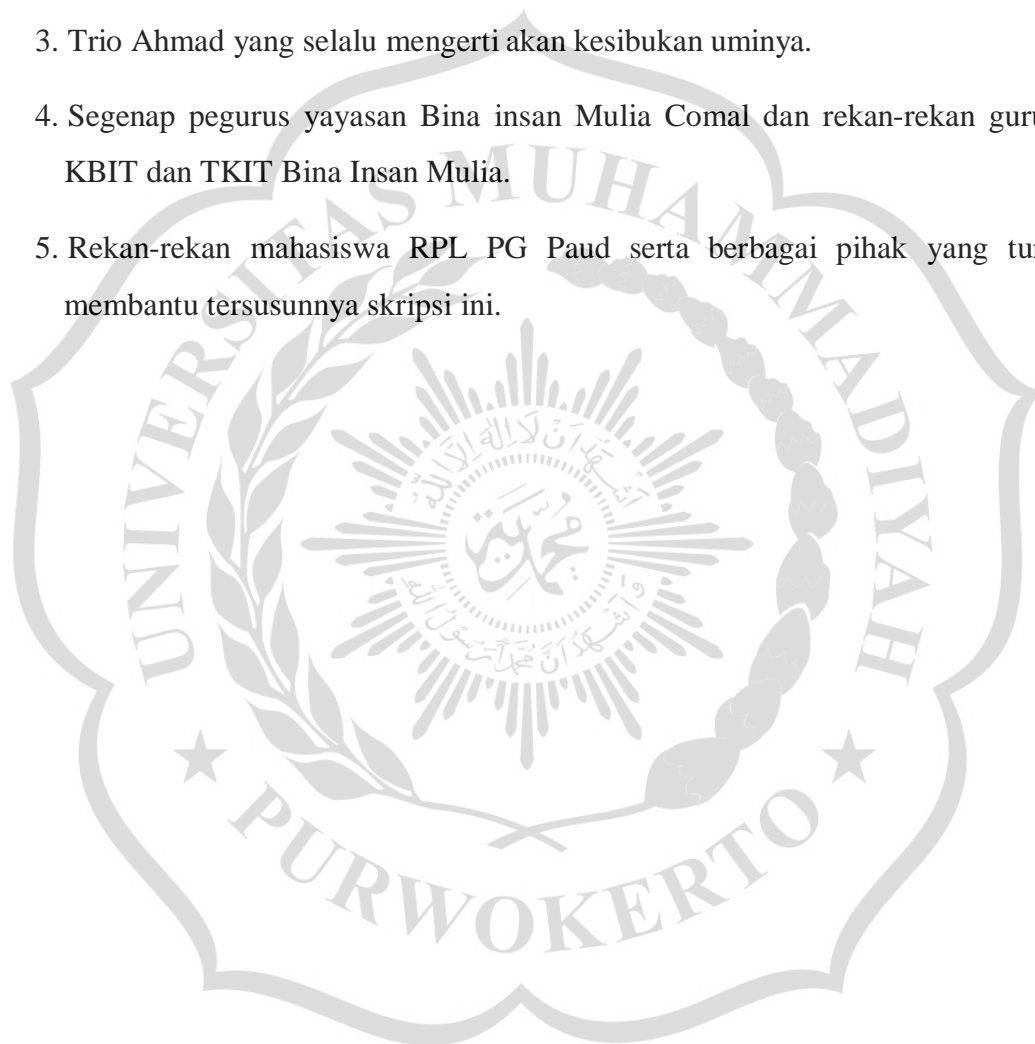 3. Trio Ahmad yang selalu mengerti akan kesibukan uminya.
4. Segenap pegurus yayasan Bina insan Mulia Comal dan rekan-rekan guru
KBIT dan TKIT Bina Insan Mulia.
5. Rekan-rekan mahasiswa RPL PG Paud serta berbagai pihak yang tur
membantu tersusunnya skripsi ini.
UNIVERSITAS MUHAMMADIYAH
PURWOKERTO